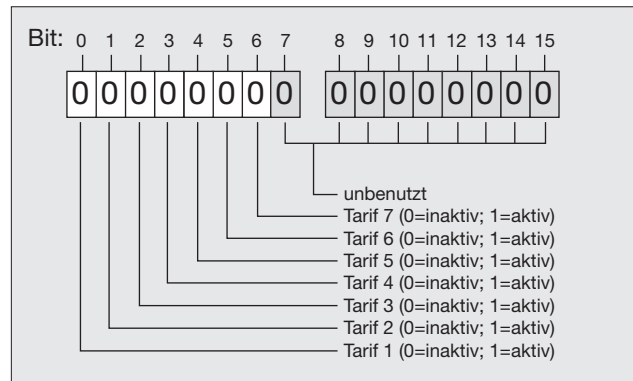 Bit: 0 1 2 3 4 5 6 7 8 9 10 11 12 13 14 15
0 0 0 0 0 0 0 0 0 0 0 0 0 0 0 0
unbenutzt
Tarif 7 (0=inaktiv; 1=aktiv)
Tarif 6 (0=inaktiv; 1=aktiv)
Tarif 5 (0=inaktiv; 1=aktiv)
Tarif 4 (0=inaktiv; 1=aktiv)
Tarif 3 (0=inaktiv; 1=aktiv)
Tarif 2 (0=inaktiv; 1=aktiv)
Tarif 1 (0=inaktiv; 1=aktiv)